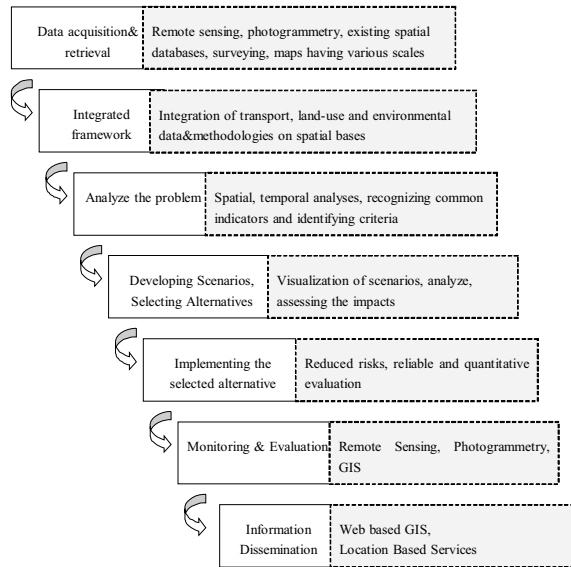 Data acquisition&
retrieval
Remote sensing, photogrammetry, existing spatial
databases, surveying, maps having various scales
Integrated
framework
Integration of transport, land-use and environmental
data&methodologies on spatial bases
Analyze the problem
Spatial, temporal analyses, recognizing common
indicators and identifying criteria
Developing Scenarios,
Selecting Alternatives
Visualization of scenarios, analyze,
assessing the impacts
Implementing the
selected alternative
Reduced risks, reliable and quantitative
evaluation
Monitoring & Evaluation
Remote Sensing, Photogrammetry,
GIS
Information
Dissemination
Web based GIS,
Location Based Services